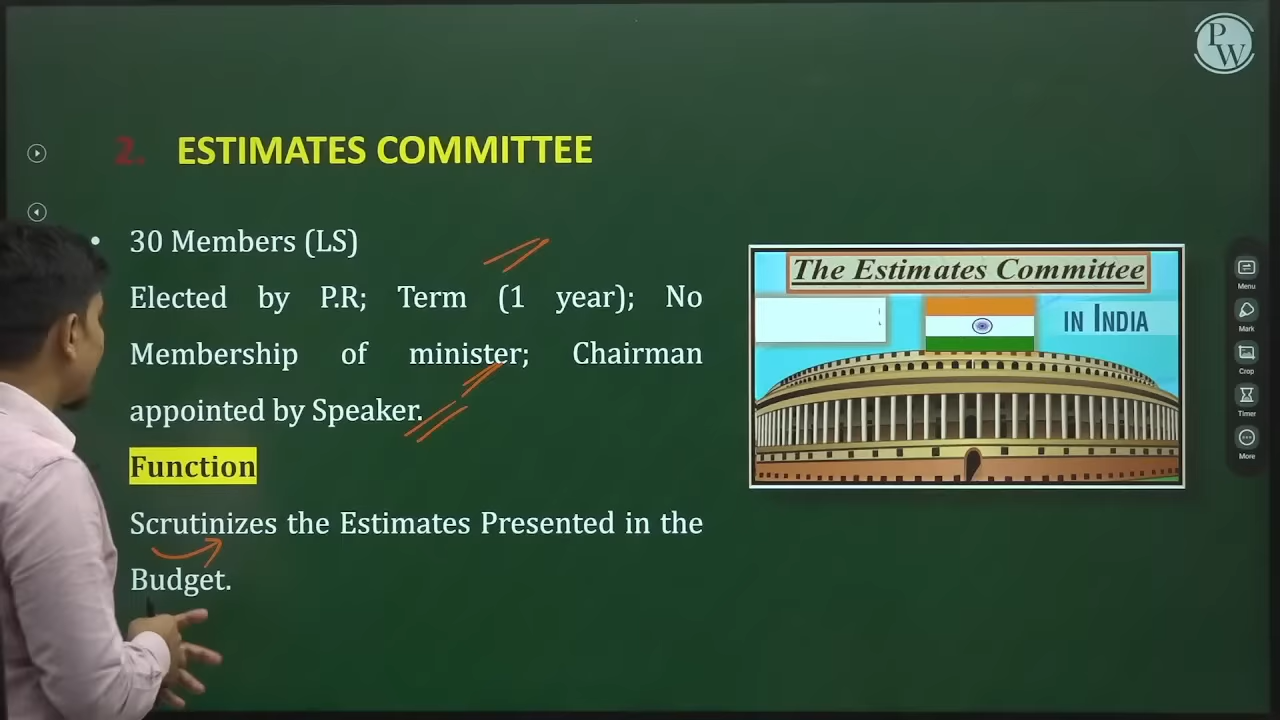 PW
2. ESTIMATES COMMITTEE
• 30 Members (LS)
Elected by P.R; Term (1 year); No
Membership of minister; Chairman
appointed by Speaker.
Function
Scrutinizes the Estimates Presented in the
Budget.
The Estimates Committee
IN INDIA
Menu
Mark
Crop
Timer
More